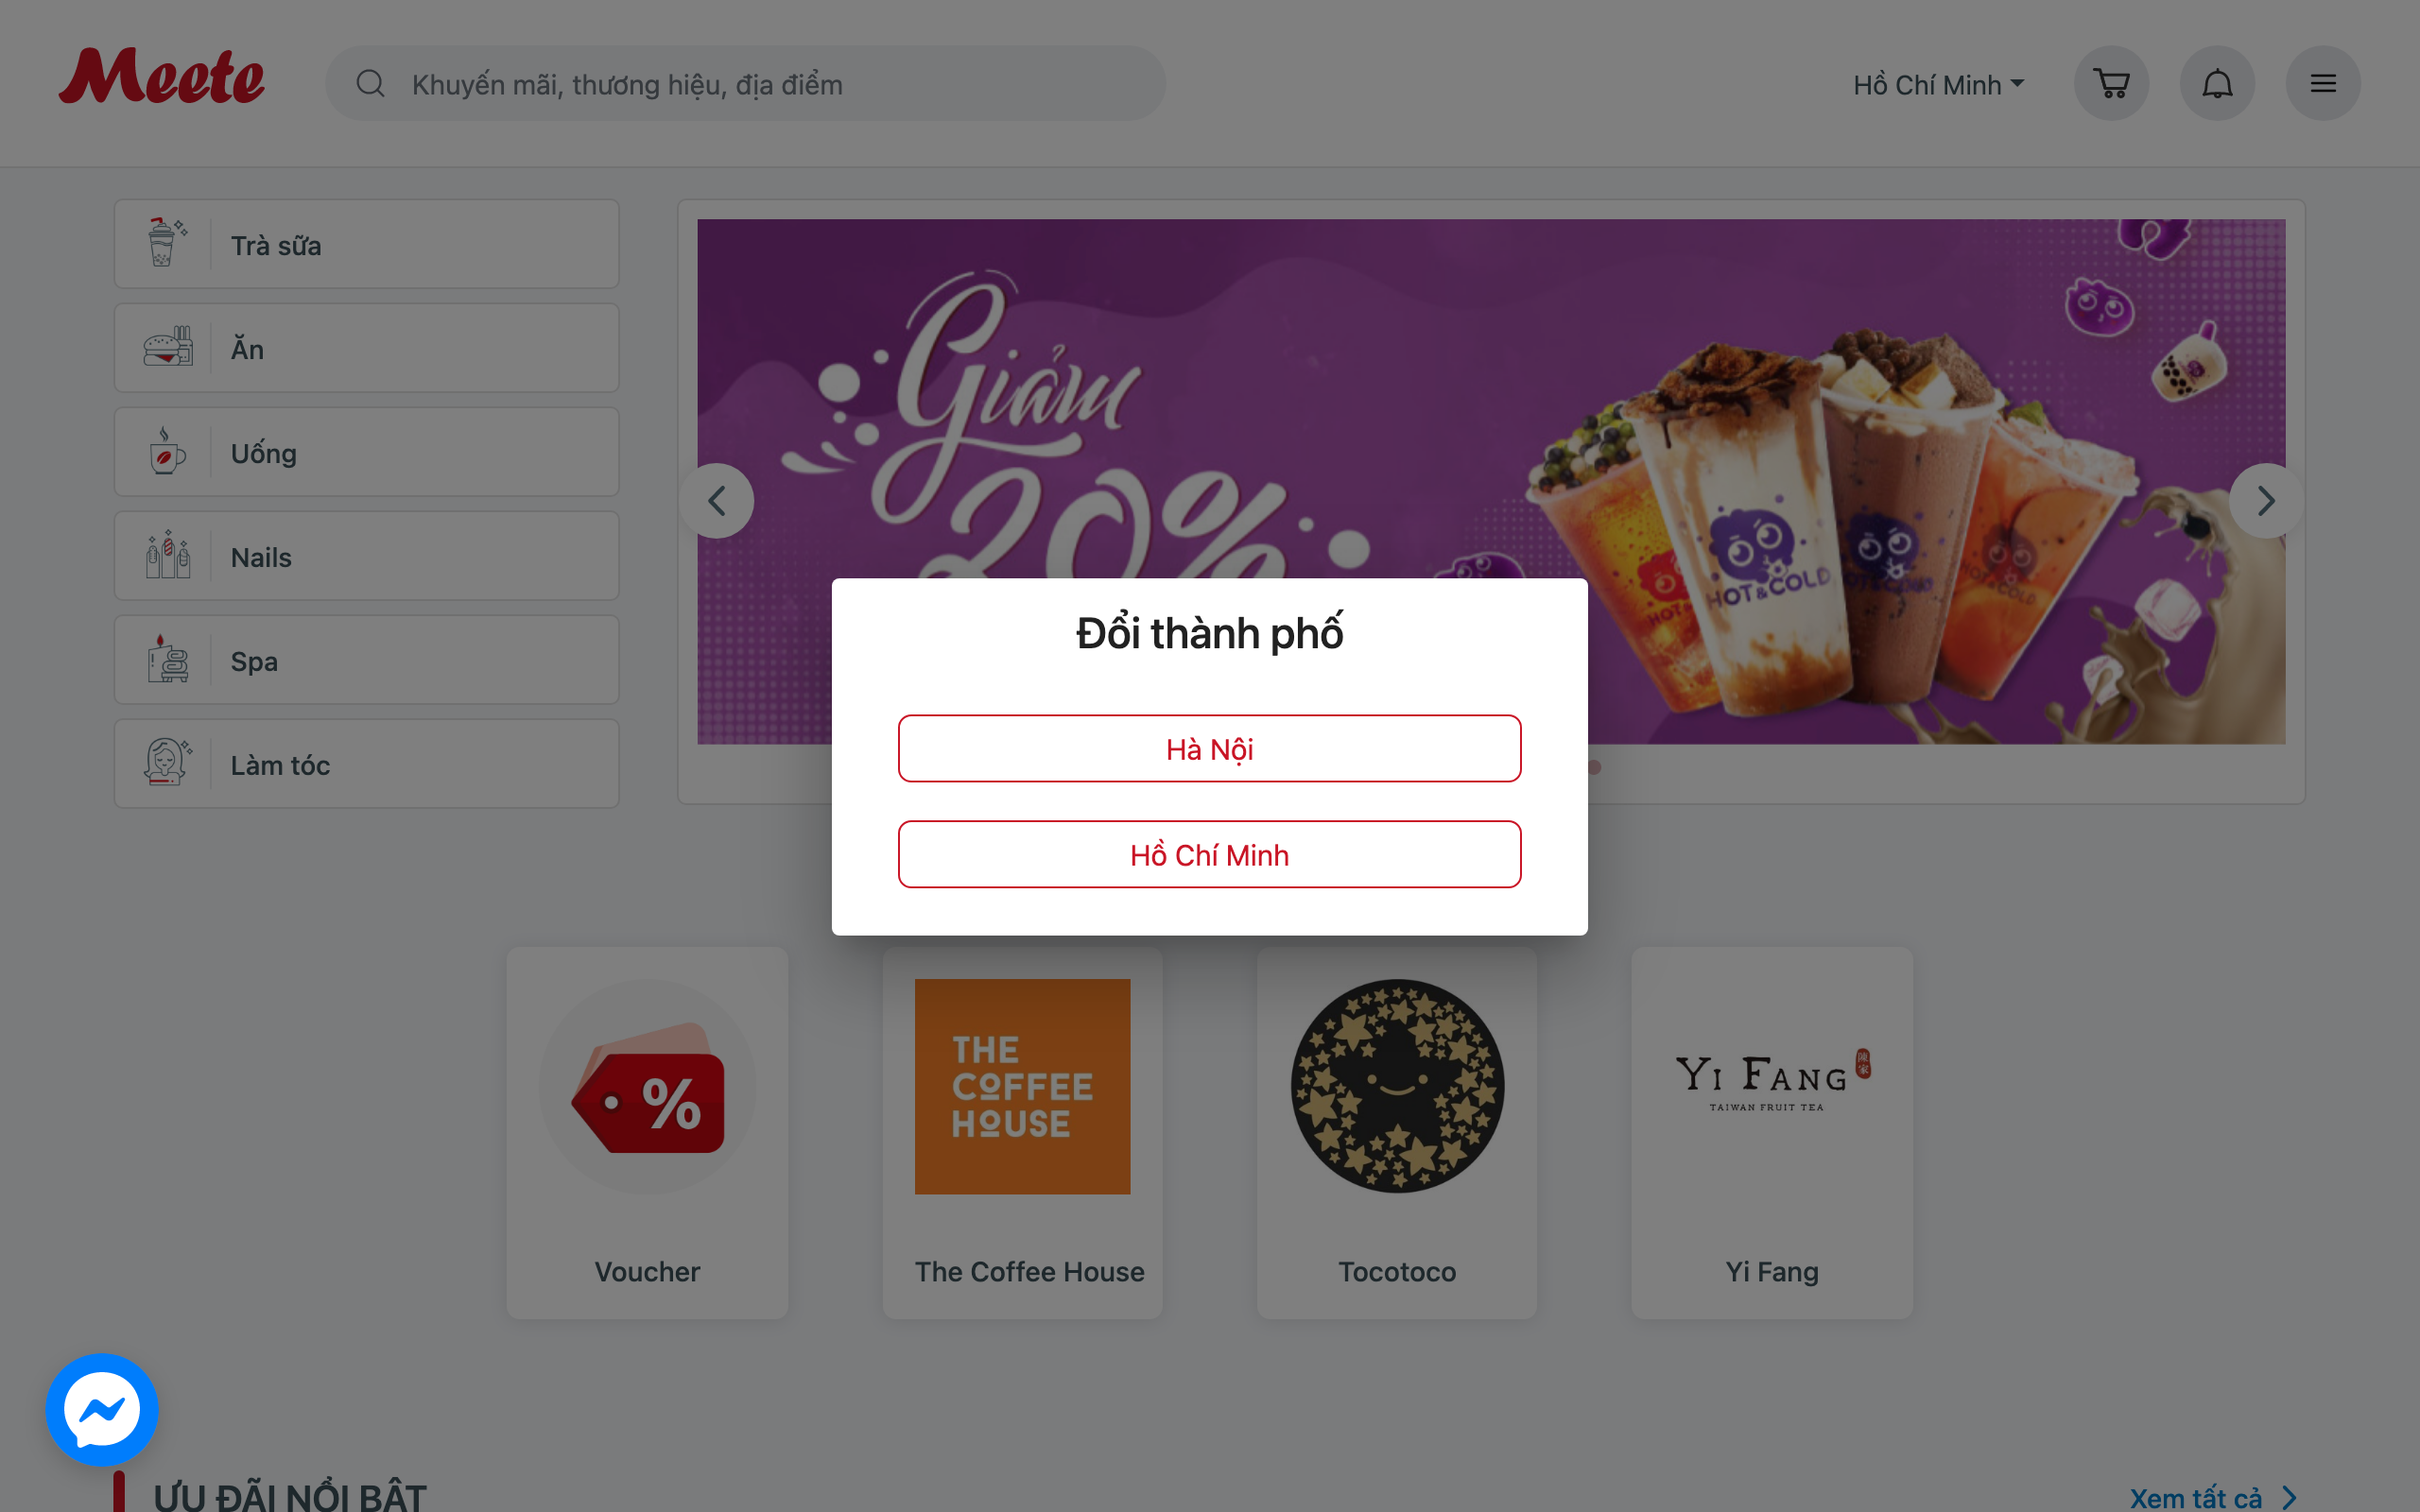 Meete
Khuyến mãi, thương hiệu, địa điểm
Hồ Chí Minh
Trà sữa
Ăn
Uống
Nails
Spa
Làm tóc
Giảm
20%
HOT&COLD
Đổi thành phố
Hà Nội
Hồ Chí Minh
THE
COFFEE
HOUSE
YI FANG
TAIWAN FRUIT TEA
Voucher
The Coffee House
Tocotoco
Yi Fang
ƯU ĐÃI NỔI BẬT
Xem tất cả